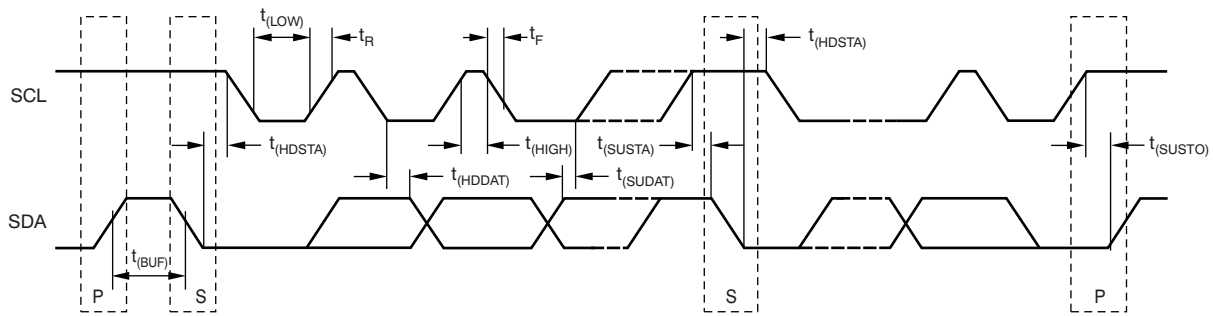 t(LOW)
tR
tF
t(HDSTA)
SCL
t(HDSTA)
t(HIGH)
t(SUSTA)
t(SUSTO)
t(HDDAT)
t(SUDAT)
SDA
t(BUF)
P
S
S
P